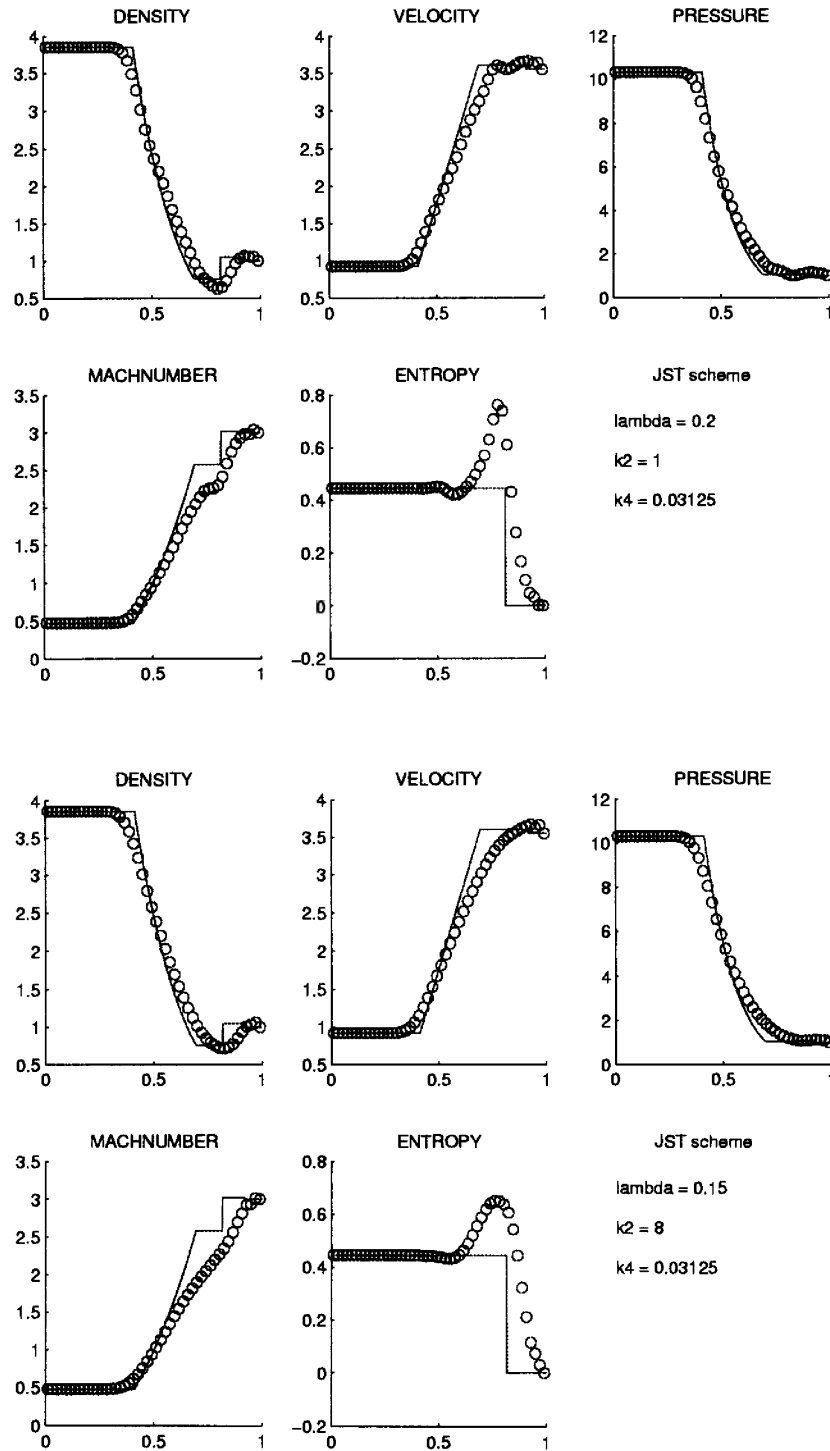 DENSITY VELOCITY PRESSURE
4 4 12
3.5 3.5 10
3 3 8
2.5 2.5 6
2 2 4
1.5 1.5 2
1 1 0
0.5 0.5
0 0.5 1 0 0.5 1 0 0.5 1
MACHNUMBER ENTROPY JST scheme
3.5 0.8
3 0.6
2.5 0.4
2 0.2
1.5 0
1 −0.2
0.5
0
0 0.5 1 0 0.5 1
lambda = 0.2
k2 = 1
k4 = 0.03125
DENSITY VELOCITY PRESSURE
4 4 12
3.5 3.5 10
3 3 8
2.5 2.5 6
2 2 4
1.5 1.5 2
1 1 0
0.5 0.5
0 0.5 1 0 0.5 1 0 0.5 1
MACHNUMBER ENTROPY JST scheme
3.5 0.8
3 0.6
2.5 0.4
2 0.2
1.5 0
1 −0.2
0.5
0
0 0.5 1 0 0.5 1
lambda = 0.15
k2 = 8
k4 = 0.03125